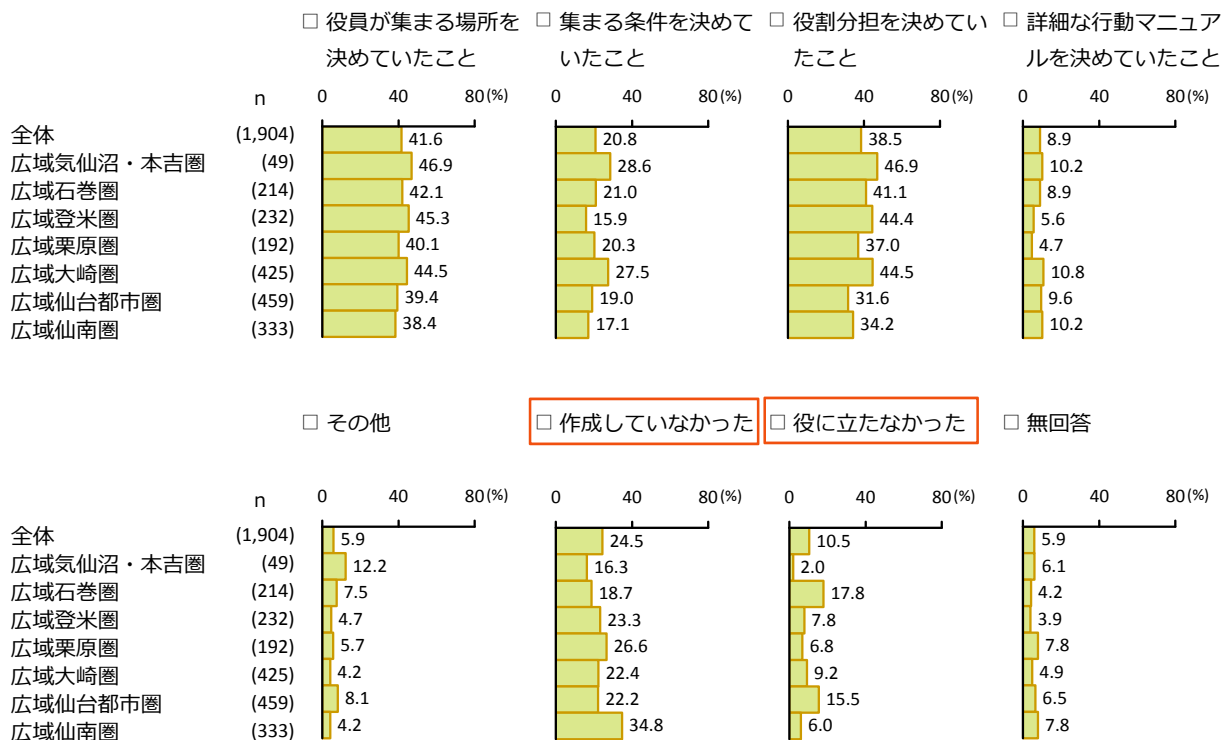 □ 役員が集まる場所を
決めていたこと
□ 集まる条件を決めて
いたこと
□ 役割分担を決めてい
たこと
□ 詳細な行動マニュア
ルを決めていたこと
n 0 40 80(%) 0 40 80(%) 0 40 80(%) 0 40 80(%)
全体 (1,904) 41.6 20.8 38.5 8.9
広域気仙沼・本吉圏 (49) 46.9 28.6 46.9 10.2
広域石巻圏 (214) 42.1 21.0 41.1 8.9
広域登米圏 (232) 45.3 15.9 44.4 5.6
広域栗原圏 (192) 40.1 20.3 37.0 4.7
広域大崎圏 (425) 44.5 27.5 44.5 10.8
広域仙台都市圏 (459) 39.4 19.0 31.6 9.6
広域仙南圏 (333) 38.4 17.1 34.2 10.2
□ その他 □ 作成していなかった □ 役に立たなかった □ 無回答
n 0 40 80(%) 0 40 80(%) 0 40 80(%) 0 40 80(%)
全体 (1,904) 5.9 24.5 10.5 5.9
広域気仙沼・本吉圏 (49) 12.2 16.3 2.0 6.1
広域石巻圏 (214) 7.5 18.7 17.8 4.2
広域登米圏 (232) 4.7 23.3 7.8 3.9
広域栗原圏 (192) 5.7 26.6 6.8 7.8
広域大崎圏 (425) 4.2 22.4 9.2 4.9
広域仙台都市圏 (459) 8.1 22.2 15.5 6.5
広域仙南圏 (333) 4.2 34.8 6.0 7.8